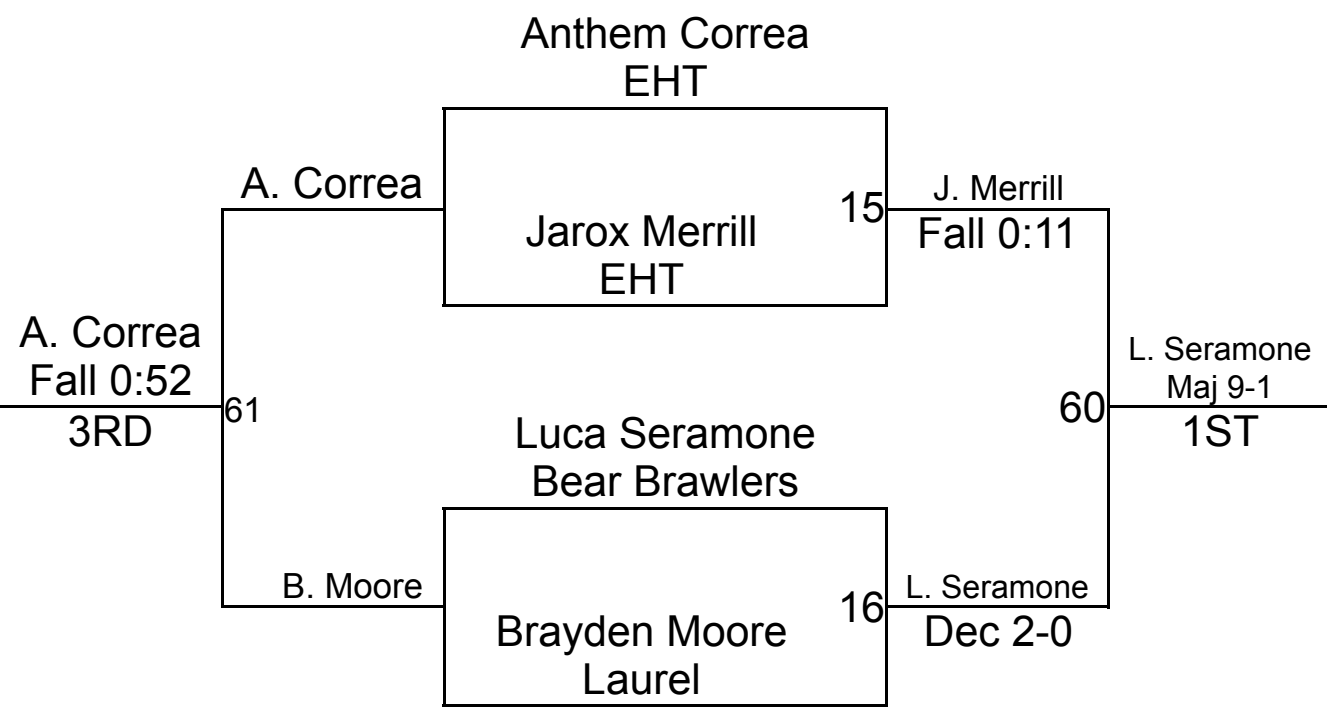 Anthem Correa
EHT
A. Correa
15
J. Merrill
Jarox Merrill
Fall 0:11
EHT
A. Correa
Fall 0:52
61
3RD
L. Seramone
Maj 9-1
60
1ST
Luca Seramone
Bear Brawlers
B. Moore
16
L. Seramone
Brayden Moore
Dec 2-0
Laurel